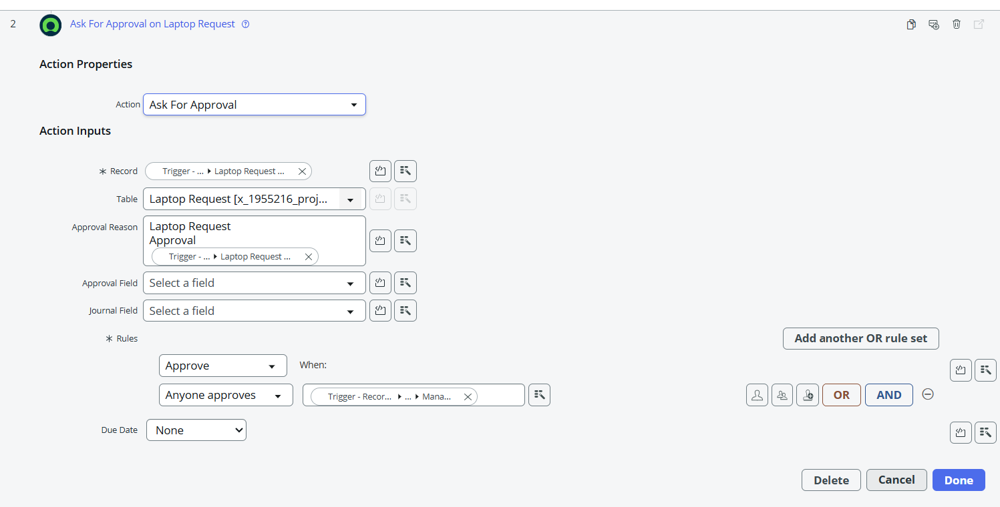 2 Ask For Approval on Laptop Request
Action Properties
Action Ask For Approval
Action Inputs
* Record Trigger - ... Laptop Request ...
Table Laptop Request [x_1955216_proj...
Approval Reason Laptop Request
Approval
Trigger - ... Laptop Request ...
Approval Field Select a field
Journal Field Select a field
* Rules Add another OR rule set
Approve When:
Anyone approves Trigger - Recor... ... Mana... OR AND
Due Date None
Delete Cancel Done